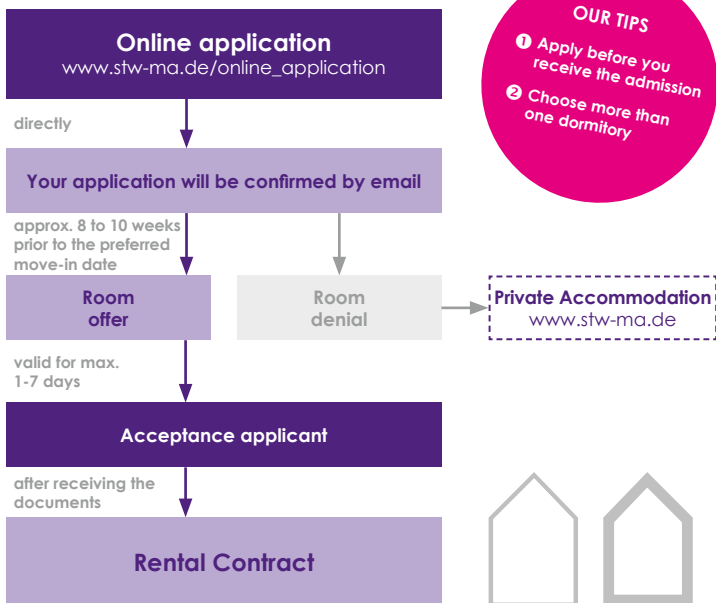 Online application
www.stw-ma.de/online_application
OUR TIPS
❶ Apply before you
receive the admission
❷ Choose more than
one dormitory
directly
Your application will be confirmed by email
approx. 8 to 10 weeks
prior to the preferred
move-in date
Room
offer
Room
denial
Private Accommodation
www.stw-ma.de
valid for max.
1-7 days
Acceptance applicant
after receiving the
documents
Rental Contract